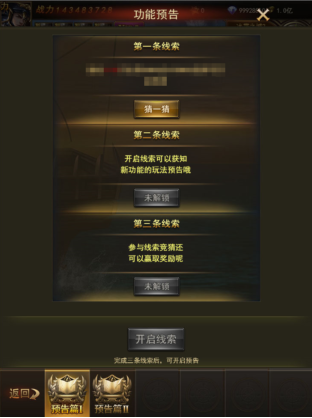 战力143483728
功能预告
1.0亿
第一条线索
猜一猜
第二条线索
开启线索可以获知
新功能的玩法预告哦
未解锁
第三条线索
参与线索竞猜还
可以赢取奖励呢
未解锁
开启线索
完成三条线索后，可开启预告
返回
预告篇I
预告篇II